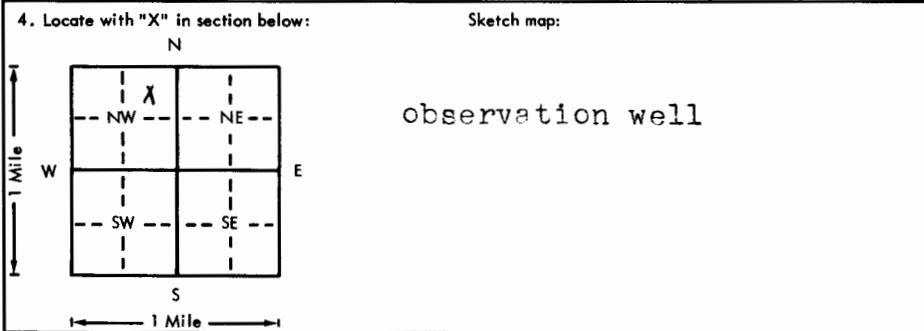 4. Locate with "X" in section below:
Sketch map:
N
X
NW
NE
observation well
W
E
1 Mile
SW
SE
S
1 Mile